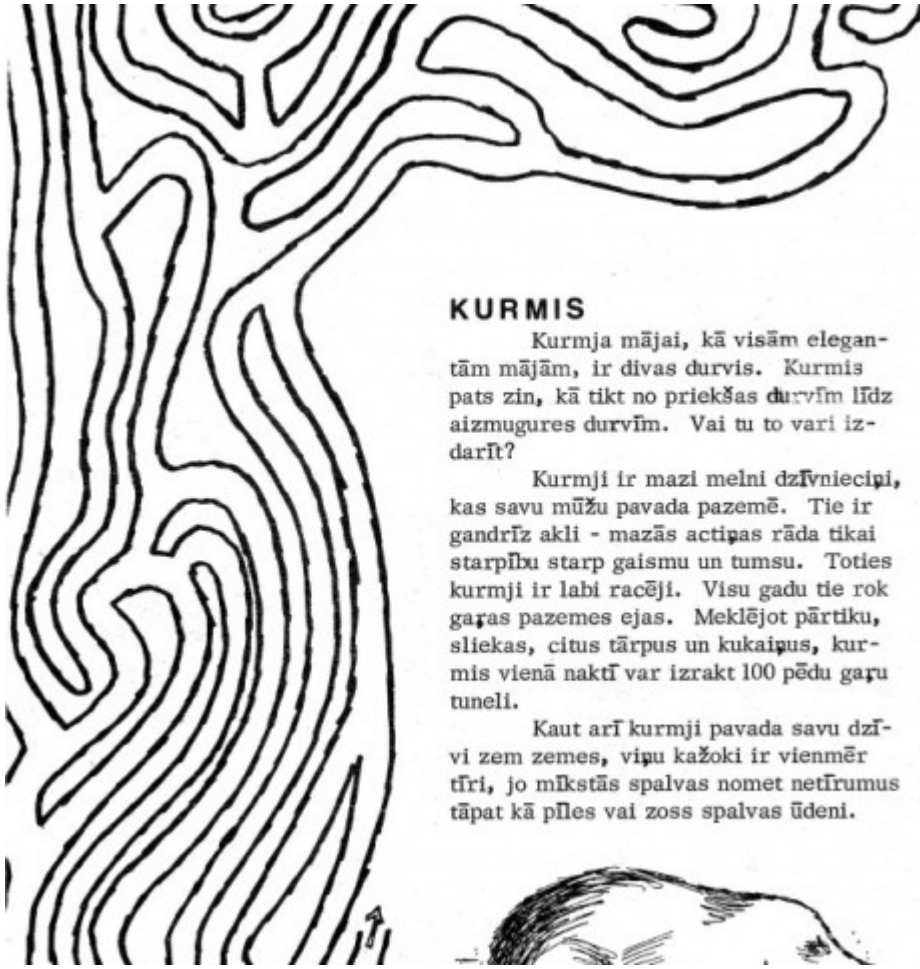 KURMIS
Kurmja mājai, kā visām elegan-
tām mājām, ir divas durvis. Kurmis
pats zin, kā tikt no priekšas durvīm līdz
aizmugures durvīm. Vai tu to vari iz-
darīt?
Kurmji ir mazi melni dzīvnieciņi,
kas savu mūžu pavada pazemē. Tie ir
gandrīz akli - mazās actiņas rāda tikai
starpību starp gaismu un tumsu. Toties
kurmji ir labi racēji. Visu gadu tie rok
gaŗas pazemes ejas. Meklējot pārtiku,
sliekas, citus tārpus un kukaiņus, kur-
mis vienā naktī var izrakt 100 pēdu gaŗu
tuneli.
Kaut arī kurmji pavada savu dzī-
vi zem zemes, viņu kažoki ir vienmēr
tīri, jo mīkstās spalvas nomet netīrumus
tāpat kā pīles vai zoss spalvas ūdeni.